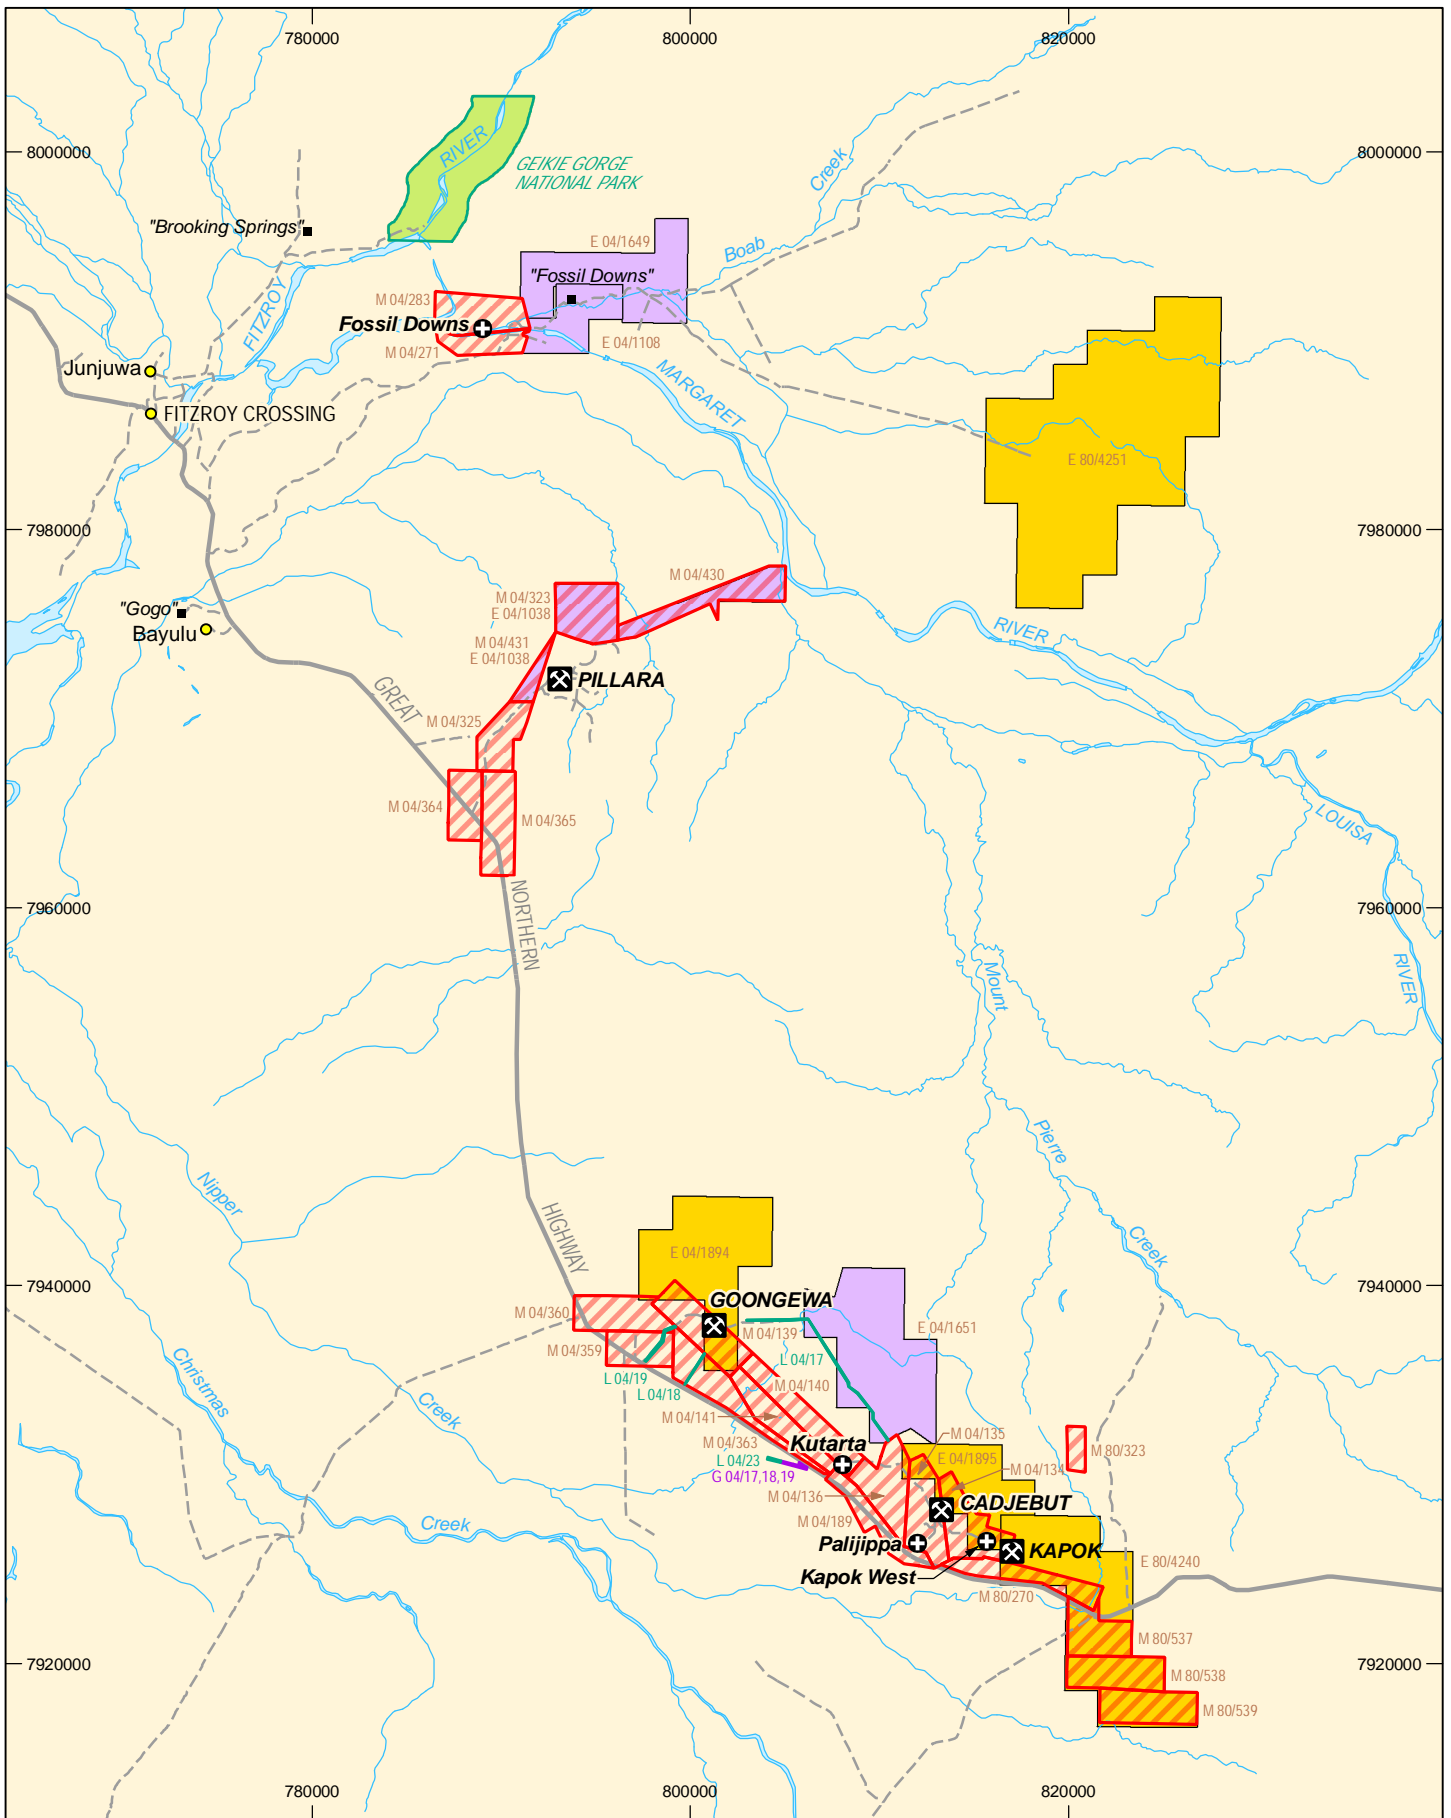 780000
800000
820000
8000000
8000000
RIVER
GEIKIE GORGE
NATIONAL PARK
Creek
"Brooking Springs"
E 04/1649
Boab
"Fossil Downs"
M 04/283
FITZROY
Fossil Downs
M 04/271
E 04/1108
Junjuwa
MARGARET
FITZROY CROSSING
E 80/4251
7980000
7980000
M 04/430
M 04/323
E 04/1038
"Gogo"
Bayulu
M 04/431
E 04/1038
RIVER
PILLARA
GREAT
M 04/325
M 04/364
M 04/365
LOUISA
7960000
7960000
NORTHERN
Mount
RIVER
Pierre
Nipper
HIGHWAY
Creek
E 04/1894
7940000
7940000
GOONGEWA
M 04/360
M 04/139
E 04/1651
M 04/359
L 04/17
L 04/19
L 04/18
M 04/140
Christmas
Creek
M 04/141
M 04/135
M 04/363
Kutarta
M 80/323
L 04/23
E 04/1895
M 04/134
G 04/17,18,19
M 04/136
CADJEBUT
M 04/189
Creek
Palijippa
KAPOK
E 80/4240
Kapok West
M 80/270
M 80/537
7920000
7920000
M 80/538
M 80/539
780000
800000
820000